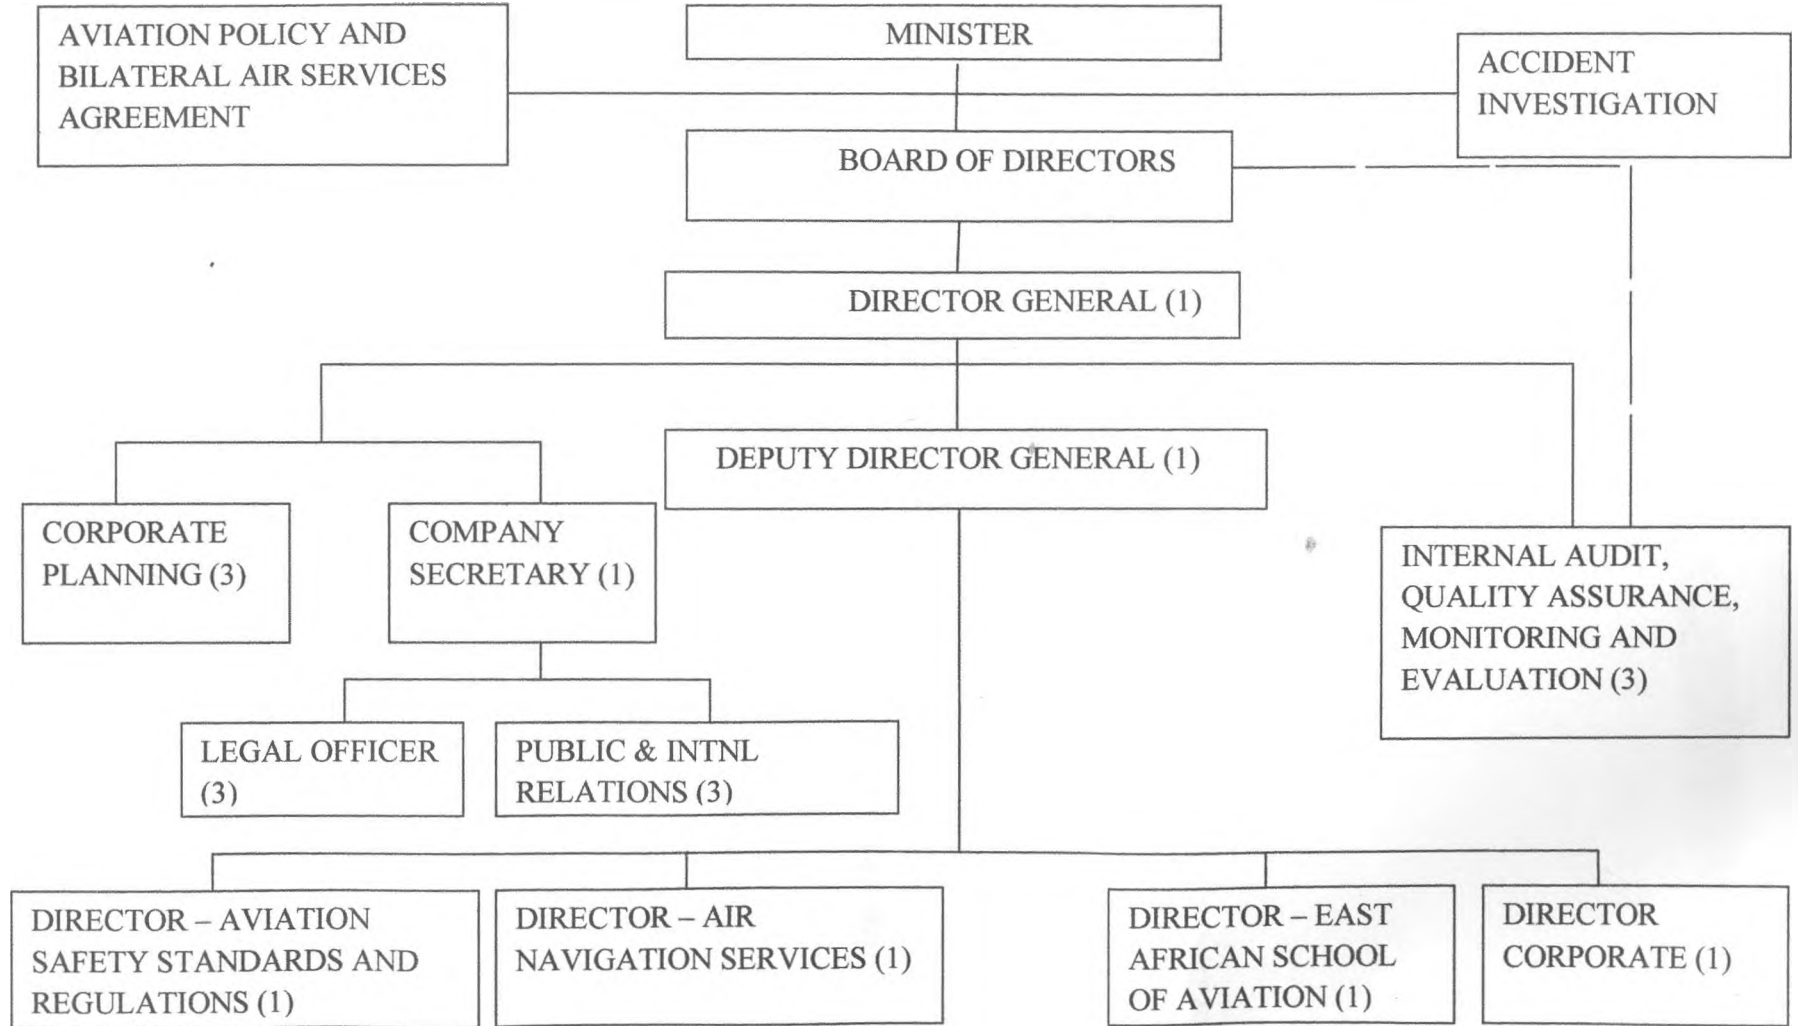 AVIATION POLICY AND
BILATERAL AIR SERVICES
AGREEMENT
MINISTER
ACCIDENT
INVESTIGATION
BOARD OF DIRECTORS
DIRECTOR GENERAL (1)
DEPUTY DIRECTOR GENERAL (1)
CORPORATE
PLANNING (3)
COMPANY
SECRETARY (1)
INTERNAL AUDIT,
QUALITY ASSURANCE,
MONITORING AND
EVALUATION (3)
LEGAL OFFICER
(3)
PUBLIC & INTNL
RELATIONS (3)
DIRECTOR – AVIATION
SAFETY STANDARDS AND
REGULATIONS (1)
DIRECTOR – AIR
NAVIGATION SERVICES (1)
DIRECTOR – EAST
AFRICAN SCHOOL
OF AVIATION (1)
DIRECTOR
CORPORATE (1)